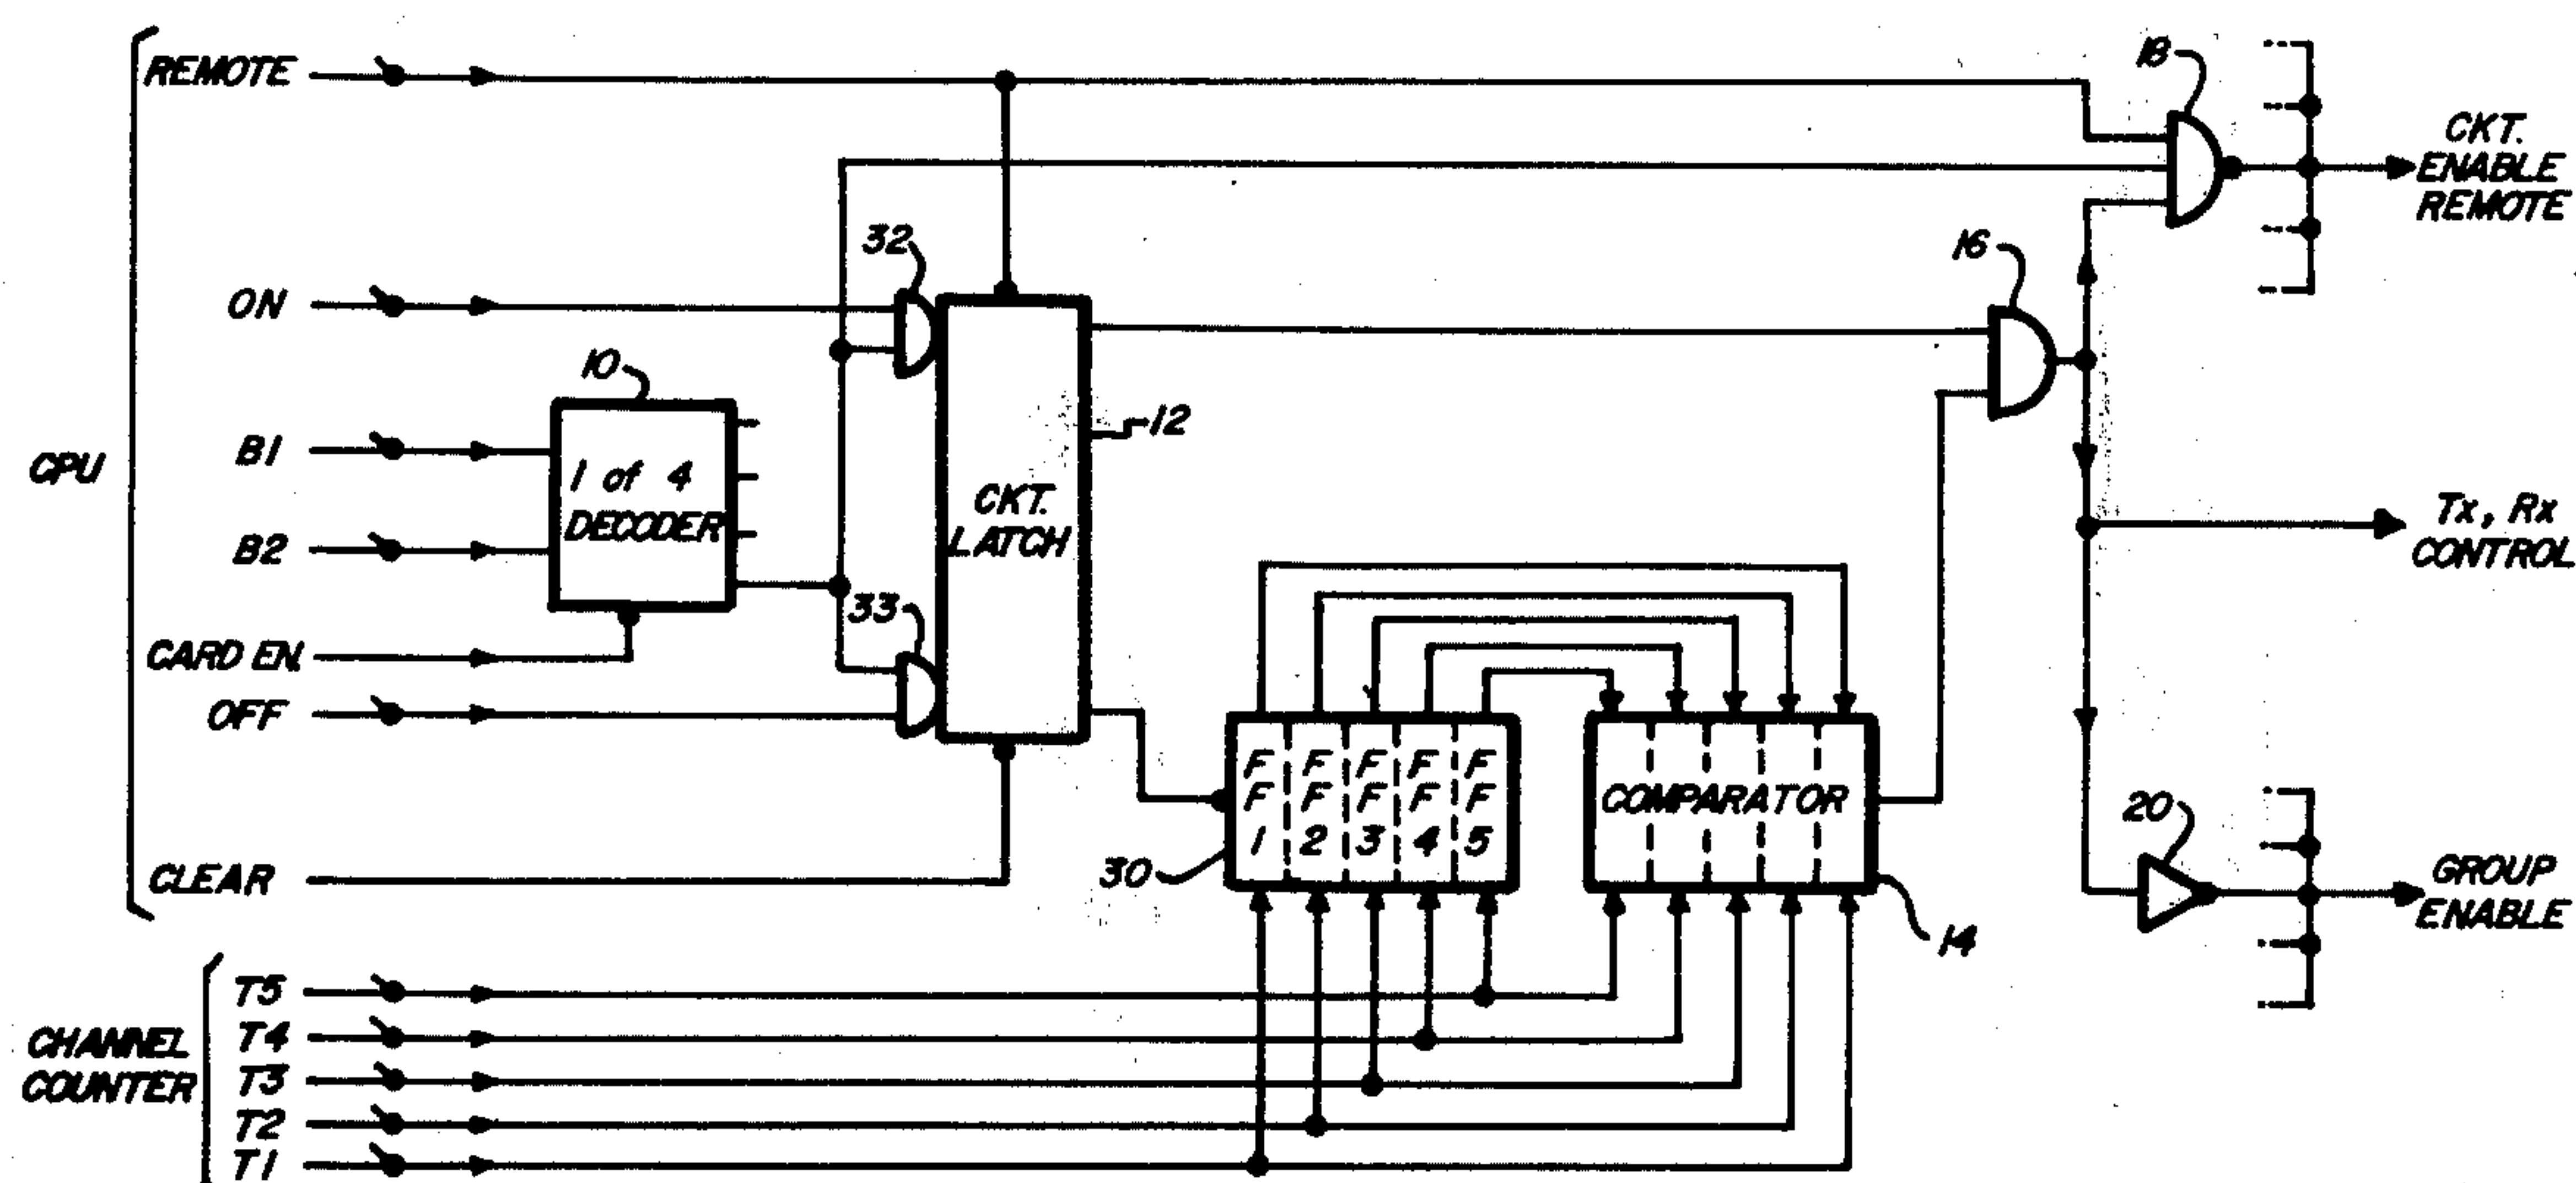 REMOTE
18
CKT.
ENABLE
REMOTE
32
16
ON
10
12
B1
CPU
1 of 4
DECODER
CKT.
LATCH
B2
Tx, Rx
CONTROL
33
CARD EN.
OFF
F F F F F
F F F F F
1 2 3 4 5
COMPARATOR
20
30
CLEAR
GROUP
ENABLE
14
T5
CHANNEL
COUNTER
T4
T3
T2
T1